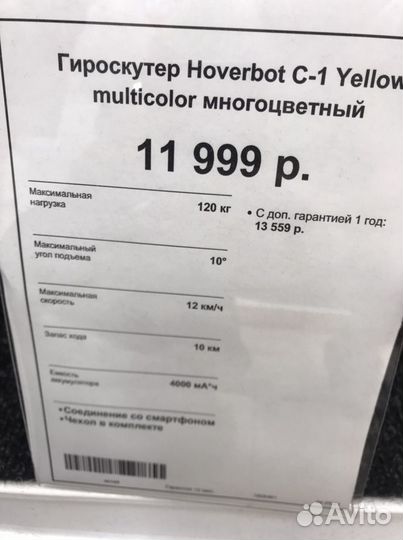 Гироскутер Hoverbot C-1 Yellow
multicolor многоцветный
11 999 р.
Максимальная
нагрузка
120 кг
• С доп. гарантией 1 год:
13 559 р.
Максимальный
угол подъема
10°
Максимальная
скорость
12 км/ч
Запас хода
10 км
Емкость
аккумулятора
4000 мА*ч
•Соединение со смартфоном
•Чехол в комплекте
Avito